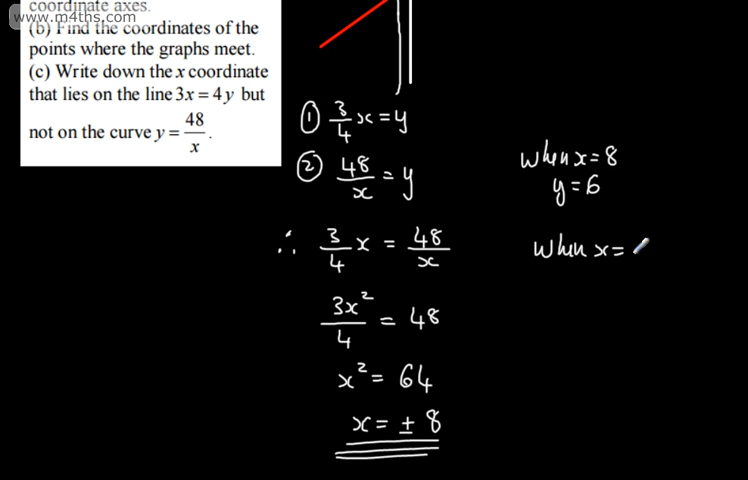 coordinate axes.
www.m4ths.com
(b) Find the coordinates of the
points where the graphs meet.
(c) Write down the x coordinate
that lies on the line 3x = 4y but
not on the curve y = 48/x.
① 3/4 x = y
② 48/x = y
∴ 3/4 x = 48/x
3x²/4 = 48
x² = 64
x = ± 8
when x = 8
y = 6
when x =